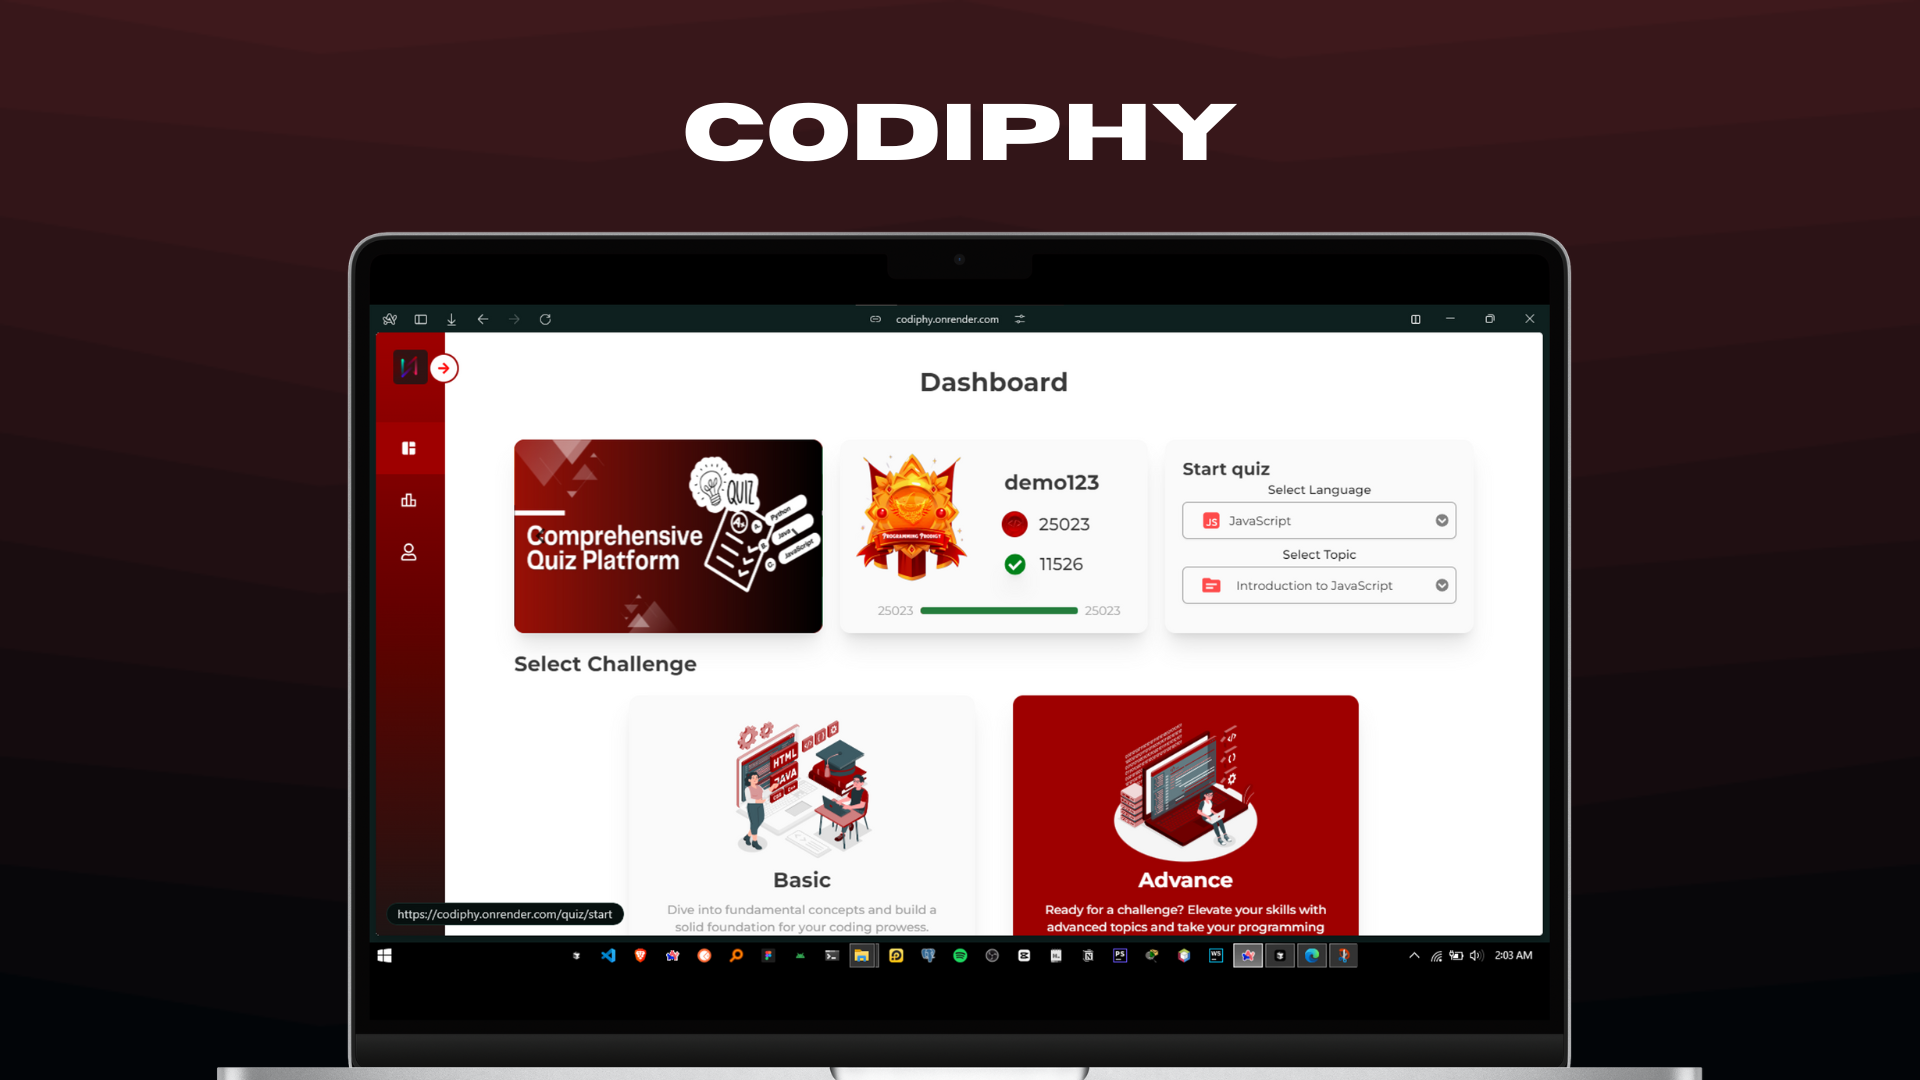 CODIPHY
codiphy.onrender.com
Dashboard
QUIZ
A+
Python
Java
JavaScript
Comprehensive
Quiz Platform
PROGRAMMING PRODIGY
demo123
25023
11526
25023
25023
Start quiz
Select Language
JS
JavaScript
Select Topic
Introduction to JavaScript
Select Challenge
HTML
JAVA
CSS
C++
Basic
Dive into fundamental concepts and build a
solid foundation for your coding prowess.
Advance
Ready for a challenge? Elevate your skills with
advanced topics and take your programming
https://codiphy.onrender.com/quiz/start
PS
WS
2:03 AM